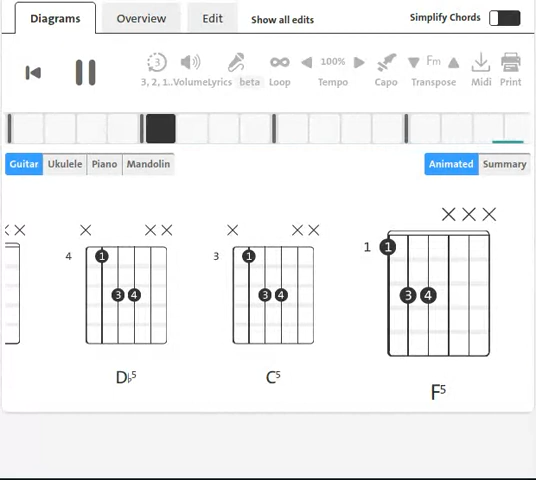 Diagrams Overview Edit Show all edits Simplify Chords
3 100% Fm
3, 2, 1.. Volume Lyrics beta Loop Tempo Capo Transpose Midi Print
Guitar Ukulele Piano Mandolin Animated Summary
X X X X X X X X X X X
4 1 3 1 1 1
3 4 3 4 3 4
D♭5 C5 F5